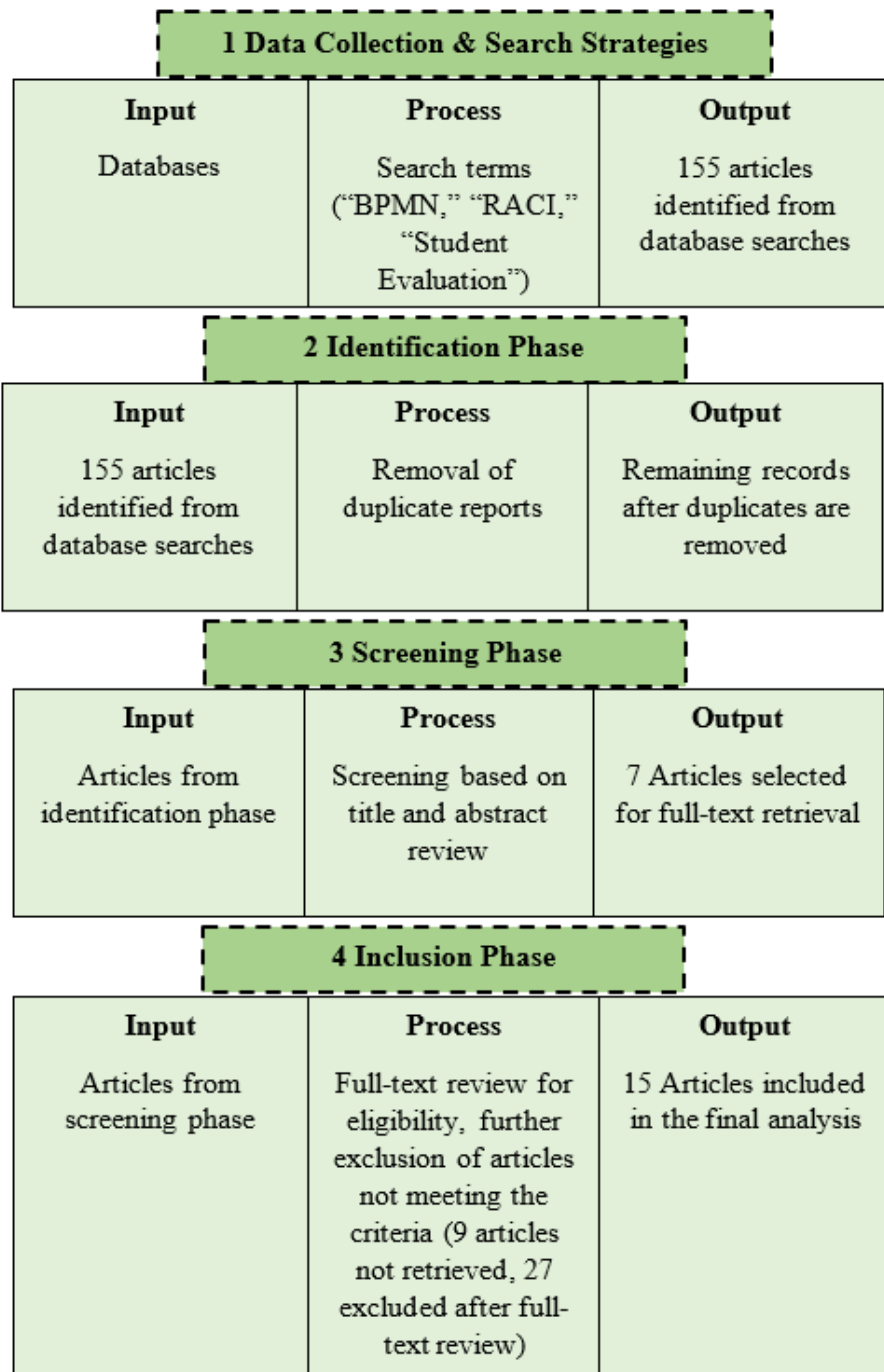 1 Data Collection & Search Strategies
Input
Databases
Process
Search terms
(“BPMN,” “RACI,”
“Student
Evaluation”)
Output
155 articles
identified from
database searches
2 Identification Phase
Input
155 articles
identified from
database searches
Process
Removal of
duplicate reports
Output
Remaining records
after duplicates are
removed
3 Screening Phase
Input
Articles from
identification phase
Process
Screening based on
title and abstract
review
Output
7 Articles selected
for full-text retrieval
4 Inclusion Phase
Input
Articles from
screening phase
Process
Full-text review for
eligibility, further
exclusion of articles
not meeting the
criteria (9 articles
not retrieved, 27
excluded after full-
text review)
Output
15 Articles included
in the final analysis